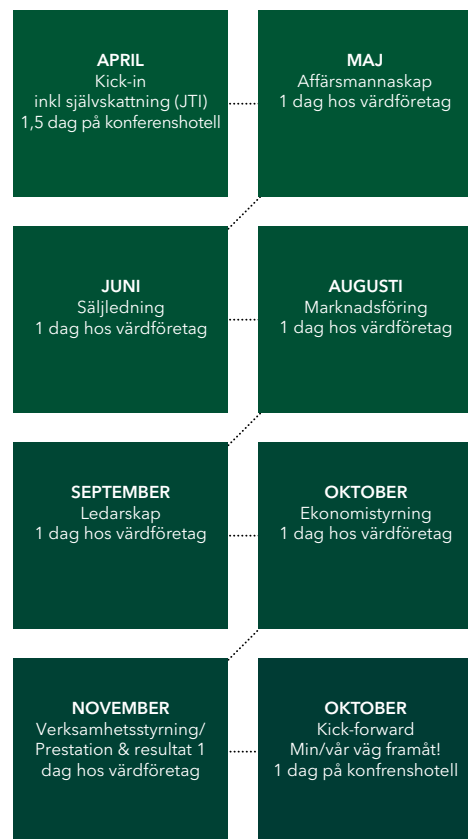 APRIL
Kick-in
inkl självskattning (JTI)
1,5 dag på konferenshotell
MAJ
Affärsmannaskap
1 dag hos värdföretag
JUNI
Säljledning
1 dag hos värdföretag
AUGUSTI
Marknadsföring
1 dag hos värdföretag
SEPTEMBER
Ledarskap
1 dag hos värdföretag
OKTOBER
Ekonomistyrning
1 dag hos värdföretag
NOVEMBER
Verksamhetsstyrning/
Prestation & resultat 1
dag hos värdföretag
OKTOBER
Kick-forward
Min/vår väg framåt!
1 dag på konfrenshotell